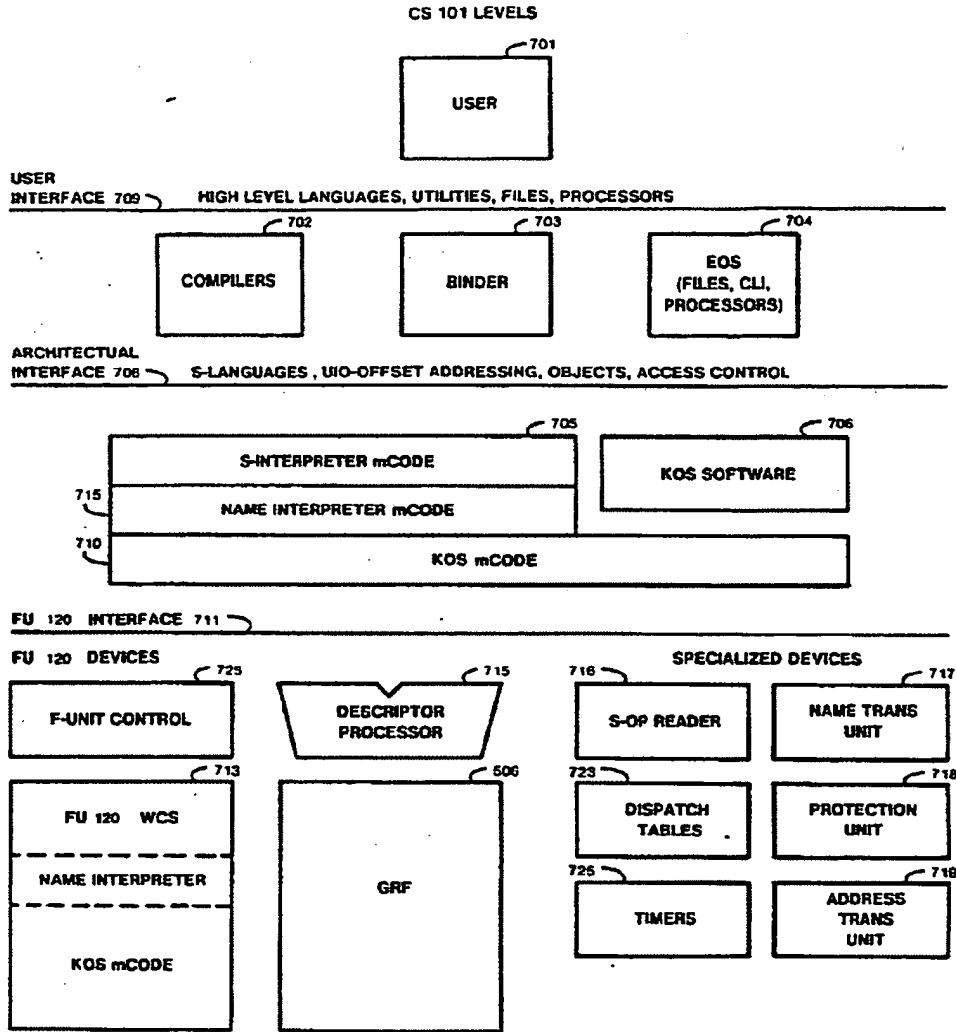 CS 101 LEVELS
701
USER
USER
INTERFACE 709 HIGH LEVEL LANGUAGES, UTILITIES, FILES, PROCESSORS
702
703
704
COMPILERS
BINDER
EOS
(FILES, CLI,
PROCESSORS)
ARCHITECTUAL
INTERFACE 708 S-LANGUAGES , UIO-OFFSET ADDRESSING, OBJECTS, ACCESS CONTROL
705
706
S-INTERPRETER mCODE
KOS SOFTWARE
715
NAME INTERPRETER mCODE
710
KOS mCODE
FU 120 INTERFACE 711
FU 120 DEVICES
SPECIALIZED DEVICES
725
715
716
717
F-UNIT CONTROL
DESCRIPTOR
PROCESSOR
S-OP READER
NAME TRANS
UNIT
713
506
723
718
FU 120 WCS
DISPATCH
TABLES
PROTECTION
UNIT
NAME INTERPRETER
GRF
725
719
TIMERS
ADDRESS
TRANS
UNIT
KOS mCODE